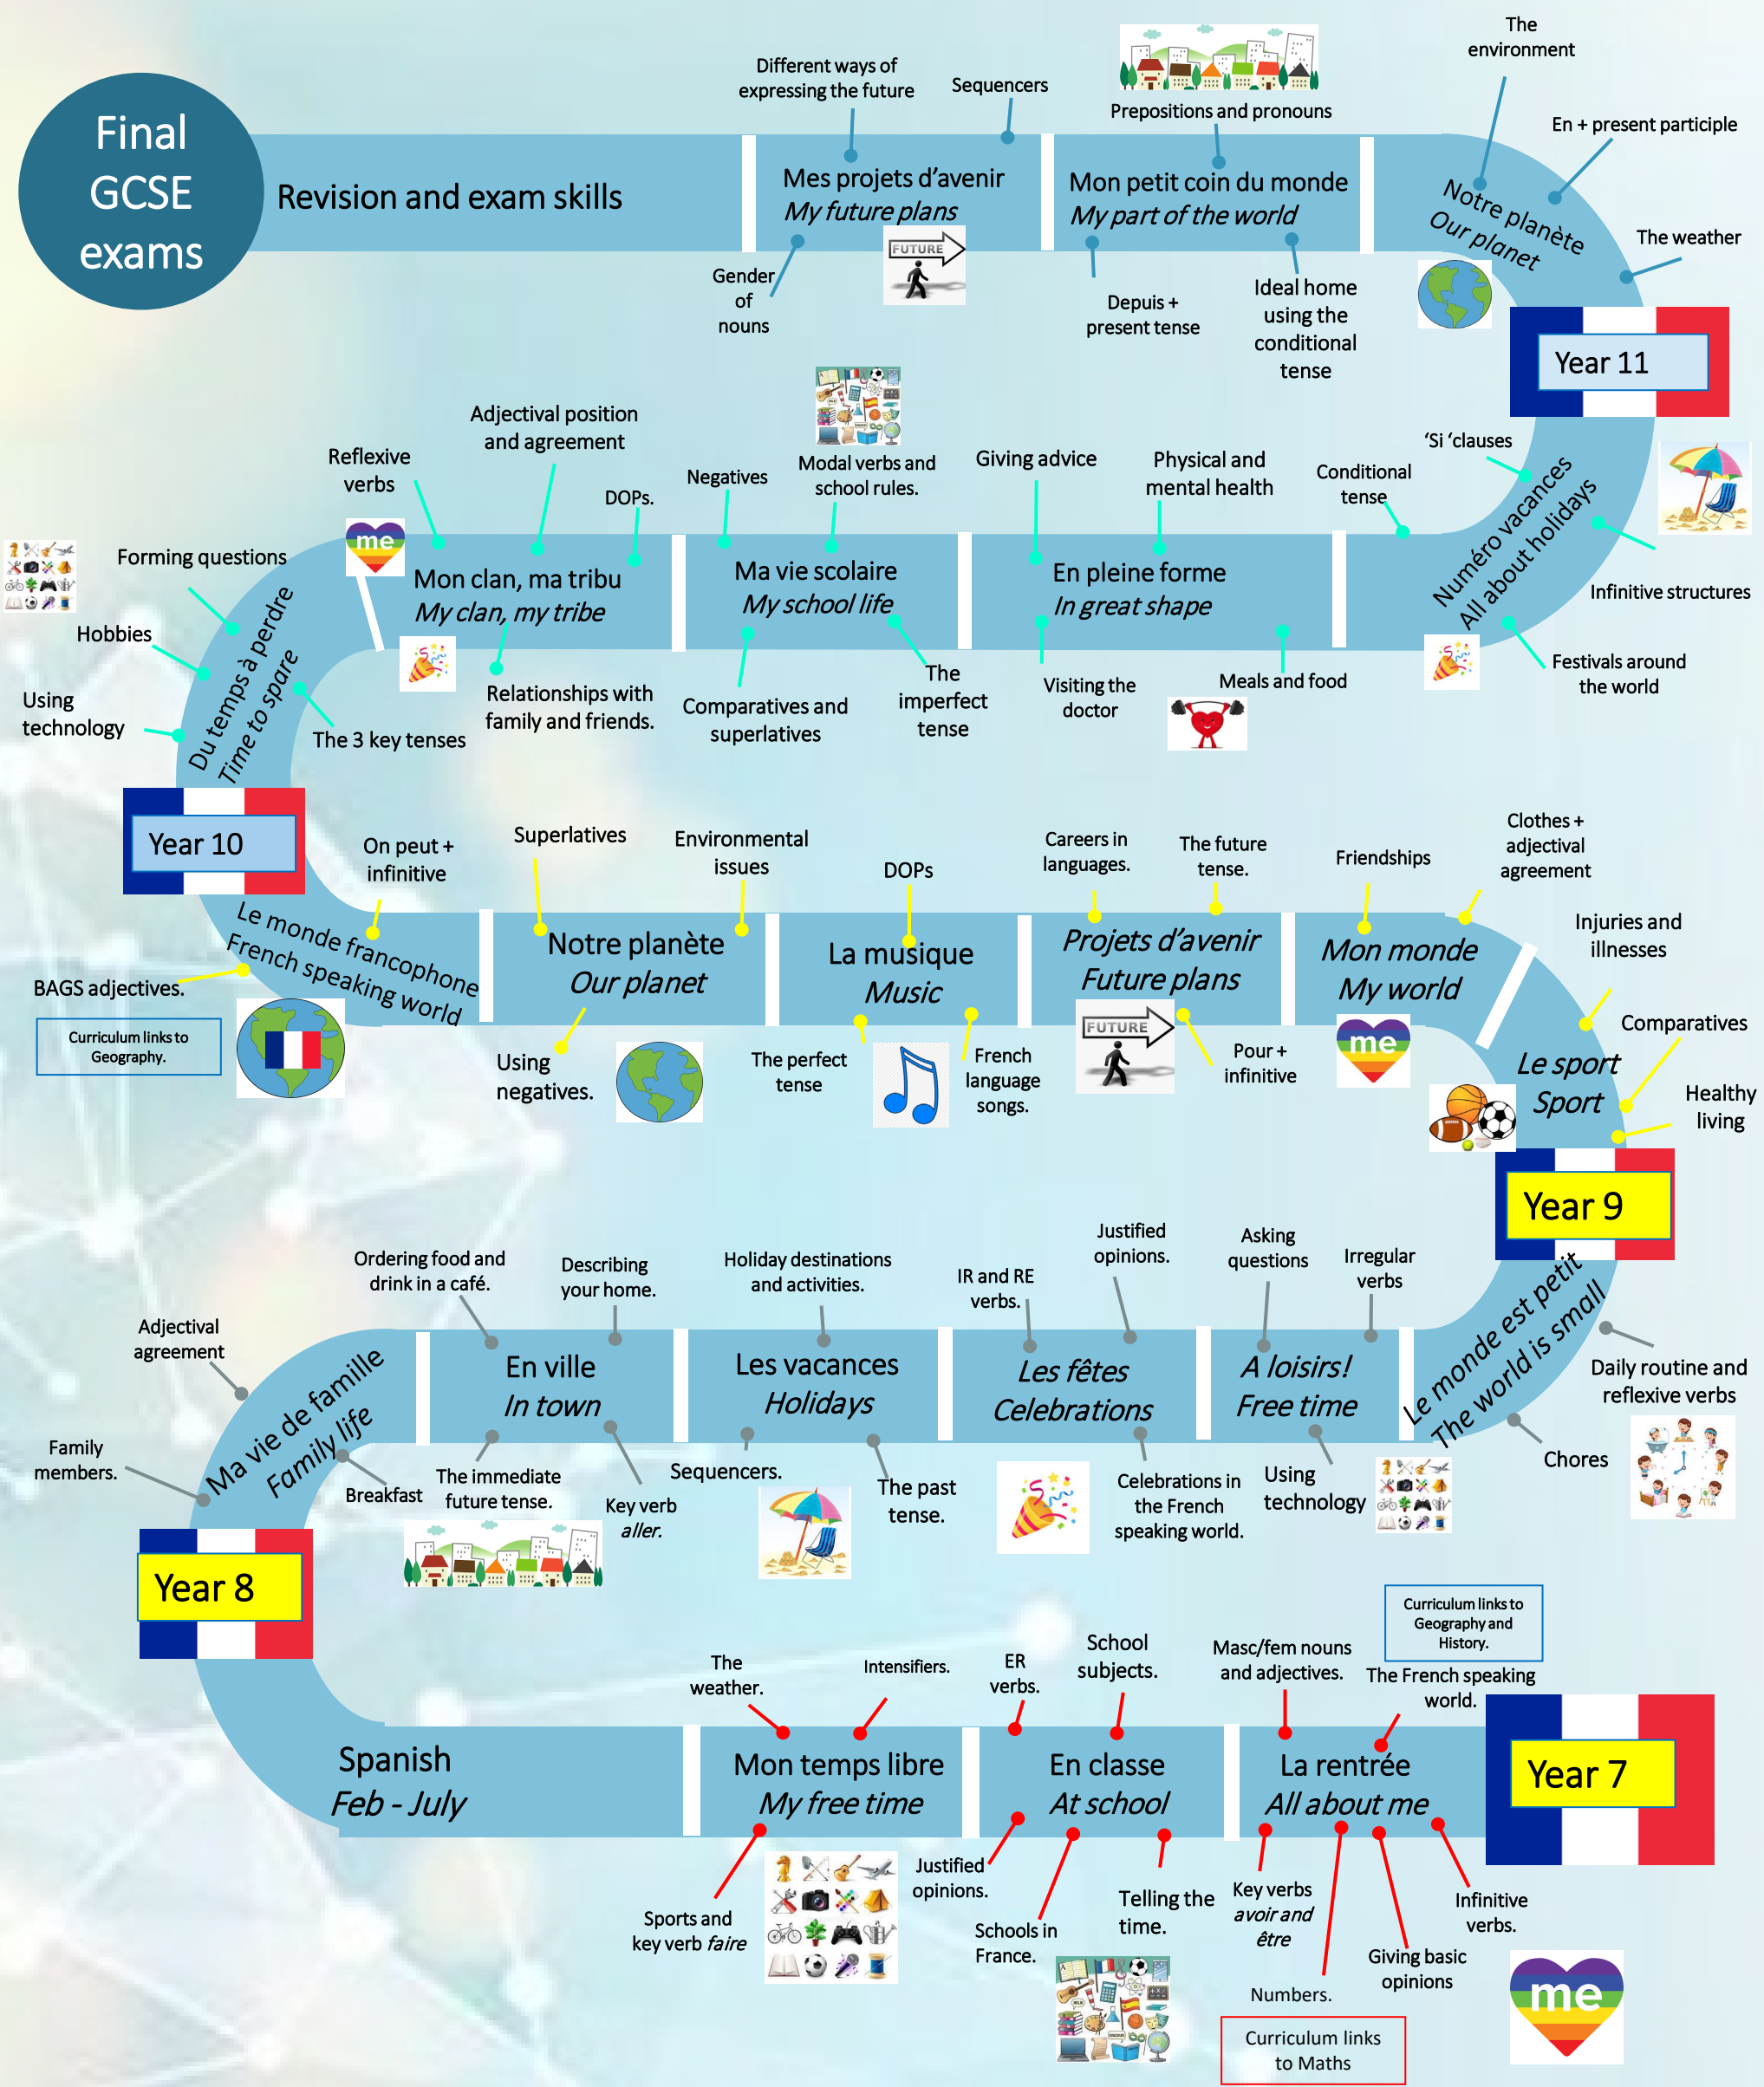 Final
GCSE
exams
Revision and exam skills
Different ways of
expressing the future
Sequencers
Mes projets d'avenir
My future plans
Gender
of
nouns
FUTURE
Prepositions and pronouns
Mon petit coin du monde
My part of the world
Depuis +
present tense
Ideal home
using the
conditional
tense
The
environment
En + present participle
Notre planète
Our planet
The weather
Year 11
'Si 'clauses
Conditional
tense
Numéro vacances
All about holidays
Infinitive structures
Festivals around
the world
Giving advice
Physical and
mental health
En pleine forme
In great shape
Visiting the
doctor
Meals and food
Negatives
Modal verbs and
school rules.
Ma vie scolaire
My school life
Comparatives and
superlatives
The
imperfect
tense
Reflexive
verbs
Adjectival position
and agreement
DOPs.
me
Mon clan, ma tribu
My clan, my tribe
Relationships with
family and friends.
Forming questions
Hobbies
Using
technology
Du temps à perdre
Time to spare
The 3 key tenses
Year 10
On peut +
infinitive
Le monde francophone
French speaking world
BAGS adjectives.
Curriculum links to
Geography.
Superlatives
Environmental
issues
Notre planète
Our planet
Using
negatives.
DOPs
La musique
Music
The perfect
tense
French
language
songs.
Careers in
languages.
The future
tense.
Projets d'avenir
Future plans
FUTURE
Pour +
infinitive
Friendships
Clothes +
adjectival
agreement
Mon monde
My world
me
Injuries and
illnesses
Comparatives
Le sport
Sport
Healthy
living
Year 9
Le monde est petit
The world is small
Daily routine and
reflexive verbs
Chores
Asking
questions
Irregular
verbs
A loisirs!
Free time
Using
technology
IR and RE
verbs.
Justified
opinions.
Les fêtes
Celebrations
Celebrations in
the French
speaking world.
Holiday destinations
and activities.
Les vacances
Holidays
Sequencers.
The past
tense.
Ordering food and
drink in a café.
Describing
your home.
En ville
In town
The immediate
future tense.
Key verb
aller.
Adjectival
agreement
Ma vie de famille
Family life
Family
members.
Breakfast
Year 8
Spanish
Feb - July
The
weather.
Intensifiers.
Mon temps libre
My free time
Sports and
key verb faire
ER
verbs.
School
subjects.
En classe
At school
Justified
opinions.
Schools in
France.
Telling the
time.
Curriculum links to
Geography and
History.
Masc/fem nouns
and adjectives.
The French speaking
world.
La rentrée
All about me
Key verbs
avoir and
être
Numbers.
Curriculum links
to Maths
Giving basic
opinions
Infinitive
verbs.
Year 7
me